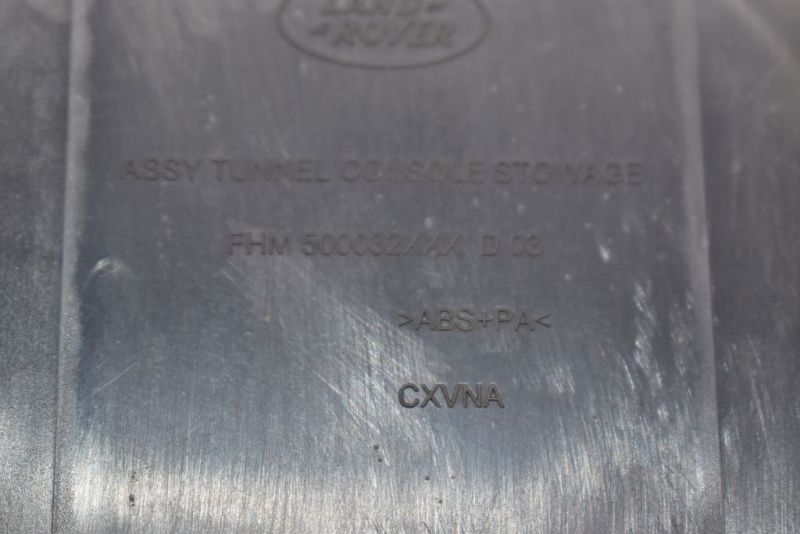 LAND
ROVER
ASSY TUNNEL CONSOLE STOWAGE
FHM 500032XXX D 03
>ABS+PA<
CXVNA